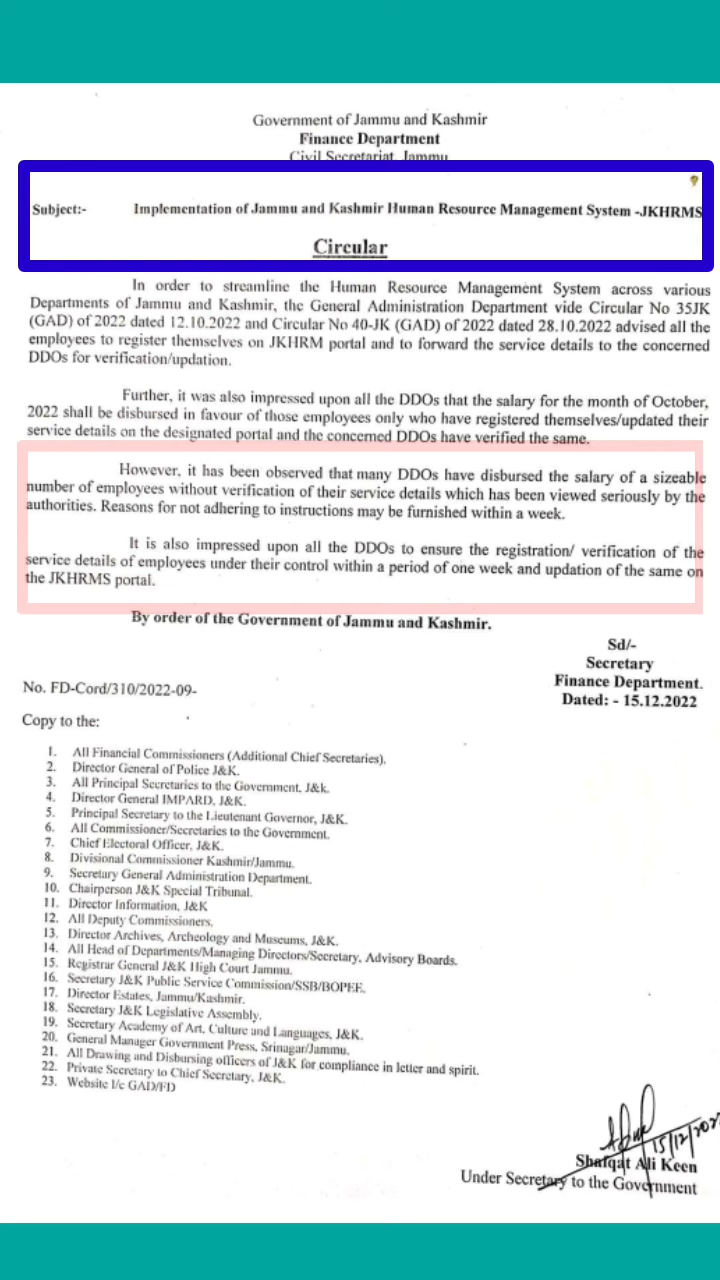 Government of Jammu and Kashmir
Finance Department
Civil Secretariat, Jammu
Subject:- Implementation of Jammu and Kashmir Human Resource Management System -JKHRMS
Circular
In order to streamline the Human Resource Management System across various
Departments of Jammu and Kashmir, the General Administration Department vide Circular No 35JK
(GAD) of 2022 dated 12.10.2022 and Circular No 40-JK (GAD) of 2022 dated 28.10.2022 advised all the
employees to register themselves on JKHRM portal and to forward the service details to the concerned
DDOs for verification/updation.
Further, it was also impressed upon all the DDOs that the salary for the month of October,
2022 shall be disbursed in favour of those employees only who have registered themselves/updated their
service details on the designated portal and the concerned DDOs have verified the same.
However, it has been observed that many DDOs have disbursed the salary of a sizeable
number of employees without verification of their service details which has been viewed seriously by the
authorities. Reasons for not adhering to instructions may be furnished within a week.
It is also impressed upon all the DDOs to ensure the registration/ verification of the
service details of employees under their control within a period of one week and updation of the same on
the JKHRMS portal.
By order of the Government of Jammu and Kashmir.
Sd/-
Secretary
Finance Department.
No. FD-Cord/310/2022-09-
Dated: - 15.12.2022
Copy to the:
1. All Financial Commissioners (Additional Chief Secretaries).
2. Director General of Police J&K.
3. All Principal Secretaries to the Government, J&k.
4. Director General IMPARD, J&K.
5. Principal Secretary to the Lieutenant Governor, J&K.
6. All Commissioner/Secretaries to the Government.
7. Chief Electoral Officer, J&K.
8. Divisional Commissioner Kashmir/Jammu.
9. Secretary General Administration Department.
10. Chairperson J&K Special Tribunal.
11. Director Information, J&K
12. All Deputy Commissioners,
13. Director Archives, Archeology and Museums, J&K.
14. All Head of Departments/Managing Directors/Secretary, Advisory Boards.
15. Registrar General J&K High Court Jammu.
16. Secretary J&K Public Service Commission/SSB/BOPEE.
17. Director Estates, Jammu/Kashmir.
18. Secretary J&K Legislative Assembly.
19. Secretary Academy of Art, Culture and Languages, J&K.
20. General Manager Government Press, Srinagar/Jammu.
21. All Drawing and Disbursing officers of J&K for compliance in letter and spirit.
22. Private Secretary to Chief Secretary, J&K.
23. Website I/c GAD/FD
15/12/202
Shafqat Ali Keen
Under Secretary to the Government